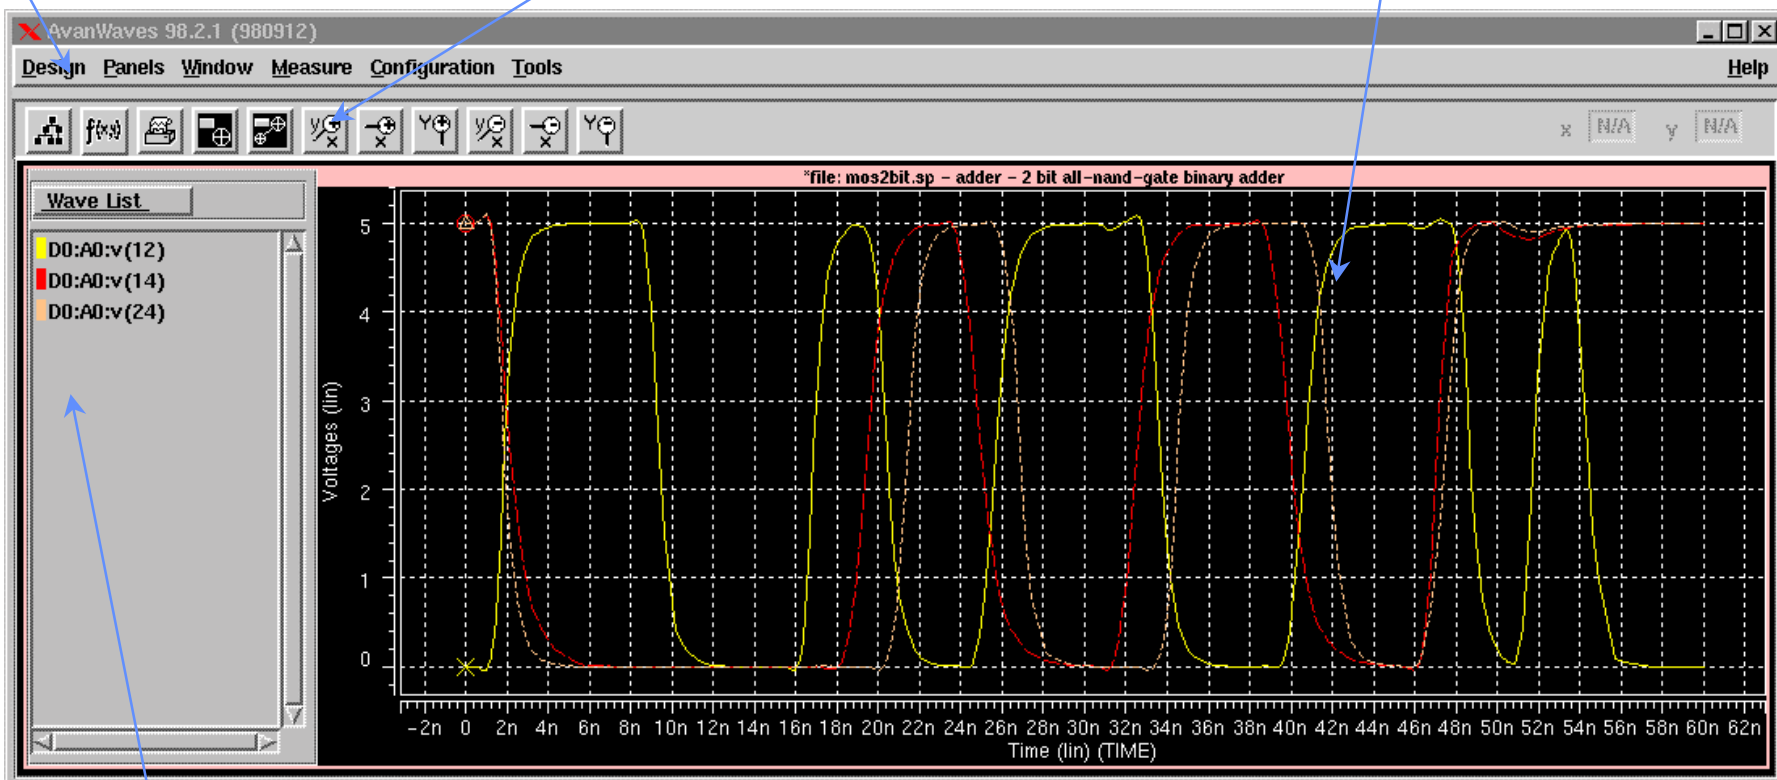 AvanWaves 98.2.1 (980912)
Design Panels Window Measure Configuration Tools Help
f(x,y) y x x Y y x x Y x N/A y N/A
*file: mos2bit.sp - adder - 2 bit all-nand-gate binary adder
Wave List
D0:A0:v(12)
D0:A0:v(14)
D0:A0:v(24)
Voltages (lin)
5
4
3
2
1
0
-2n 0 2n 4n 6n 8n 10n 12n 14n 16n 18n 20n 22n 24n 26n 28n 30n 32n 34n 36n 38n 40n 42n 44n 46n 48n 50n 52n 54n 56n 58n 60n 62n
Time (lin) (TIME)